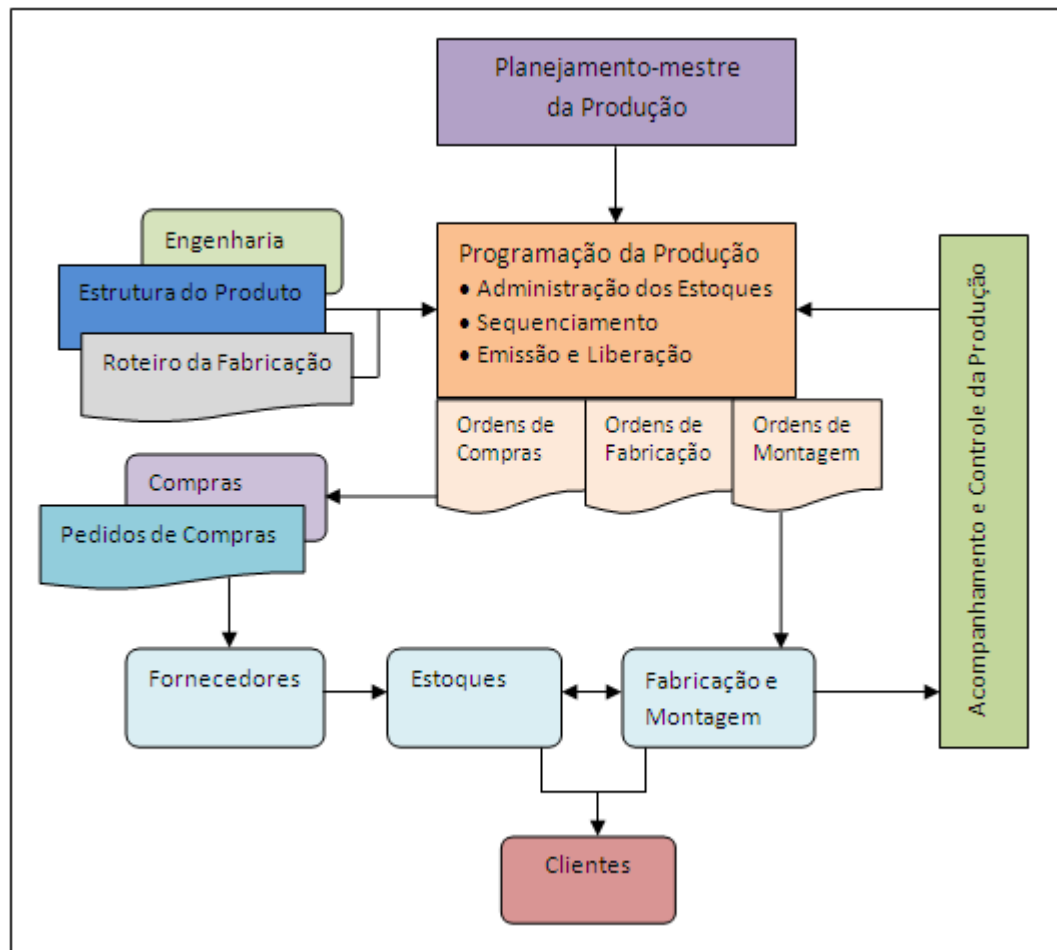 Planejamento-mestre
da Produção
Engenharia
Estrutura do Produto
Roteiro da Fabricação
Programação da Produção
• Administração dos Estoques
• Sequenciamento
• Emissão e Liberação
Ordens de
Compras
Ordens de
Fabricação
Ordens de
Montagem
Acompanhamento e Controle da Produção
Compras
Pedidos de Compras
Fornecedores
Estoques
Fabricação e
Montagem
Clientes